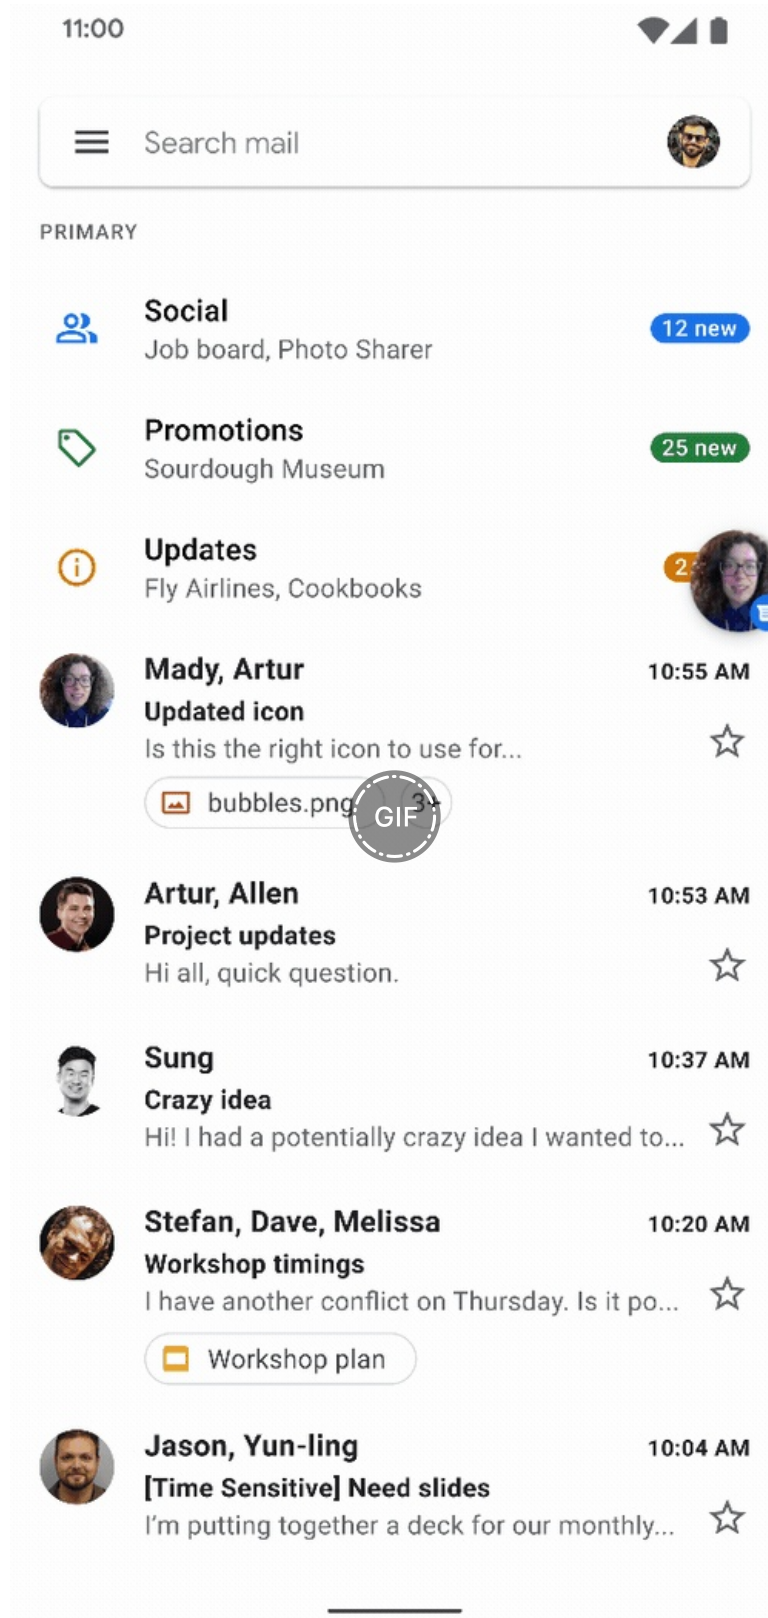 11:00
Search mail
PRIMARY
Social
Job board, Photo Sharer
12 new
Promotions
Sourdough Museum
25 new
Updates
Fly Airlines, Cookbooks
Mady, Artur
10:55 AM
Updated icon
Is this the right icon to use for...
bubbles.png
3+
GIF
Artur, Allen
10:53 AM
Project updates
Hi all, quick question.
Sung
10:37 AM
Crazy idea
Hi! I had a potentially crazy idea I wanted to...
Stefan, Dave, Melissa
10:20 AM
Workshop timings
I have another conflict on Thursday. Is it po...
Workshop plan
Jason, Yun-ling
10:04 AM
[Time Sensitive] Need slides
I'm putting together a deck for our monthly...